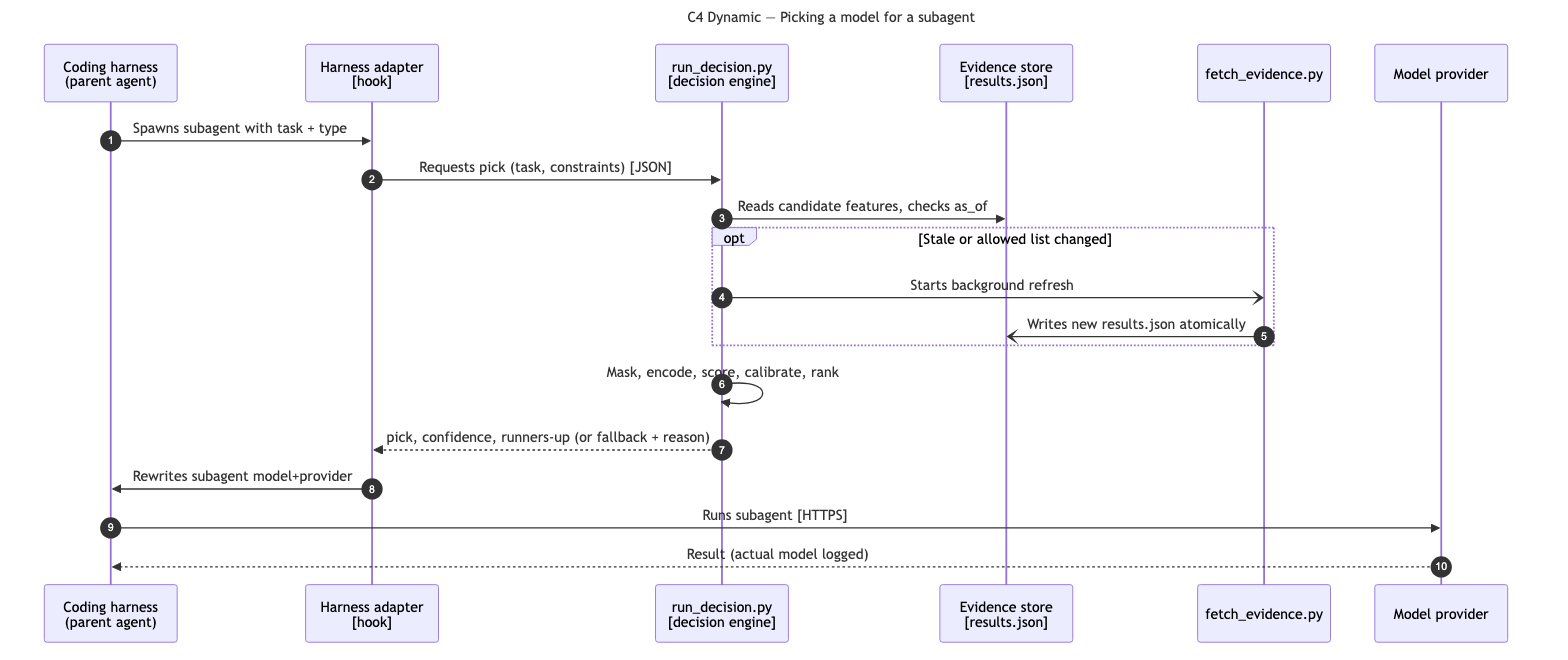 C4 Dynamic — Picking a model for a subagent
Coding harness
(parent agent)
Harness adapter
[hook]
run_decision.py
[decision engine]
Evidence store
[results.json]
fetch_evidence.py
Model provider
1 Spawns subagent with task + type
2 Requests pick (task, constraints) [JSON]
3 Reads candidate features, checks as_of
opt [Stale or allowed list changed]
4 Starts background refresh
Writes new results.json atomically 5
Mask, encode, score, calibrate, rank
6
pick, confidence, runners-up (or fallback + reason) 7
Rewrites subagent model+provider 8
9 Runs subagent [HTTPS]
Result (actual model logged) 10
Coding harness
(parent agent)
Harness adapter
[hook]
run_decision.py
[decision engine]
Evidence store
[results.json]
fetch_evidence.py
Model provider